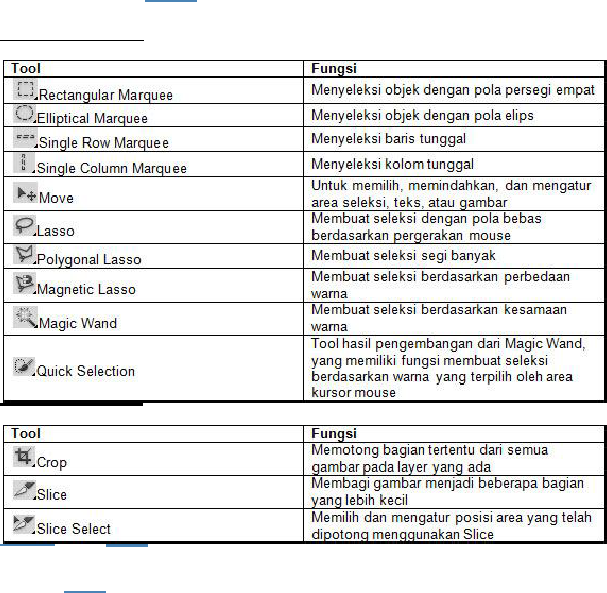 Tool Fungsi
Rectangular Marquee Menyeleksi objek dengan pola persegi empat
Elliptical Marquee Menyeleksi objek dengan pola elips
Single Row Marquee Menyeleksi baris tunggal
Single Column Marquee Menyeleksi kolom tunggal
Move Untuk memilih, memindahkan, dan mengatur
area seleksi, teks, atau gambar
Lasso Membuat seleksi dengan pola bebas
berdasarkan pergerakan mouse
Polygonal Lasso Membuat seleksi segi banyak
Magnetic Lasso Membuat seleksi berdasarkan perbedaan
warna
Magic Wand Membuat seleksi berdasarkan kesamaan
warna
Quick Selection Tool hasil pengembangan dari Magic Wand,
yang memiliki fungsi membuat seleksi
berdasarkan warna yang terpilih oleh area
kursor mouse
Tool Fungsi
Crop Memotong bagian tertentu dari semua
gambar pada layer yang ada
Slice Membagi gambar menjadi beberapa bagian
yang lebih kecil
Slice Select Memilih dan mengatur posisi area yang telah
dipotong menggunakan Slice